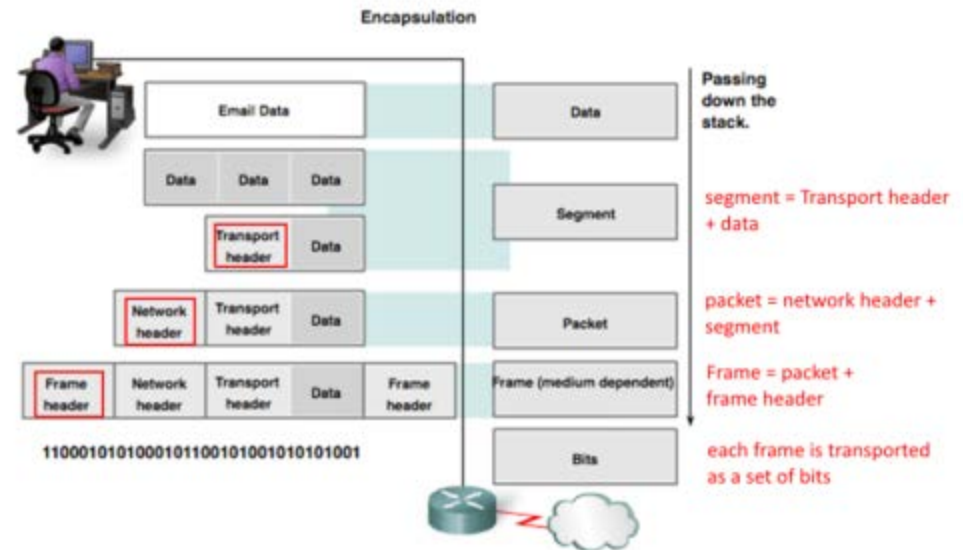 Encapsulation
Email Data
Data
Passing
down the
stack.
Data Data Data
Segment
segment = Transport header
+ data
Transport
header
Data
Network
header
Transport
header
Data
Packet
packet = network header +
segment
Frame
header
Network
header
Transport
header
Data
Frame
header
Frame (medium dependent)
Frame = packet +
frame header
1100010101000101100101001010101001
Bits
each frame is transported
as a set of bits